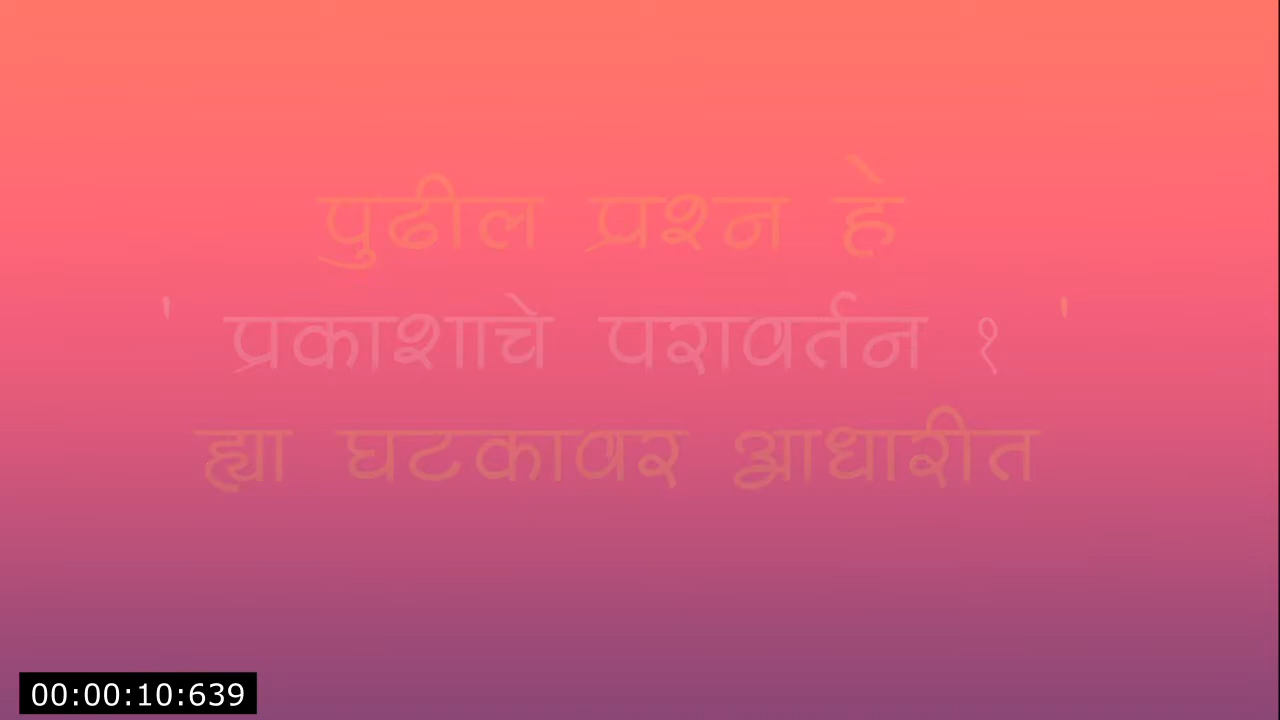 पुढील प्रश्न हे
' प्रकाशाचे परावर्तन १ '
ह्या घटकावर आधारीत
00:00:10:639